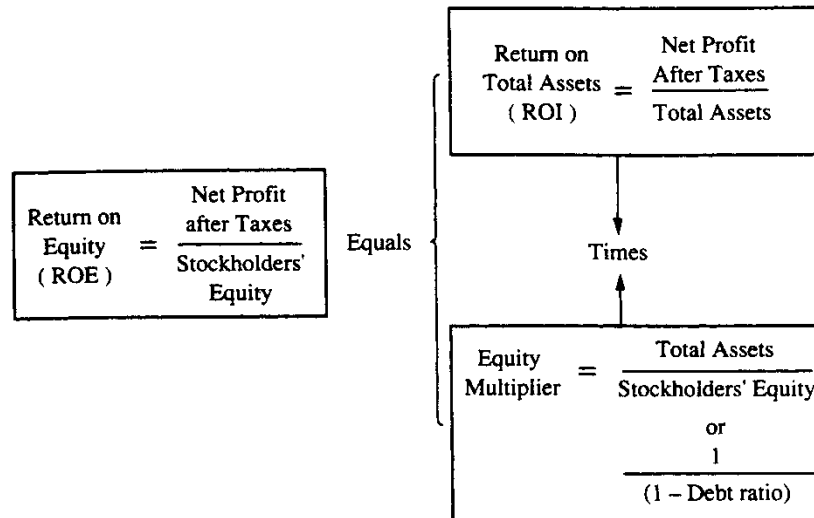 Return on
Equity
( ROE )
=
Net Profit
after Taxes
Stockholders'
Equity
Equals
Return on
Total Assets
( ROI )
=
Net Profit
After Taxes
Total Assets
Times
Equity
Multiplier
=
Total Assets
Stockholders' Equity
or
1
(1 – Debt ratio)